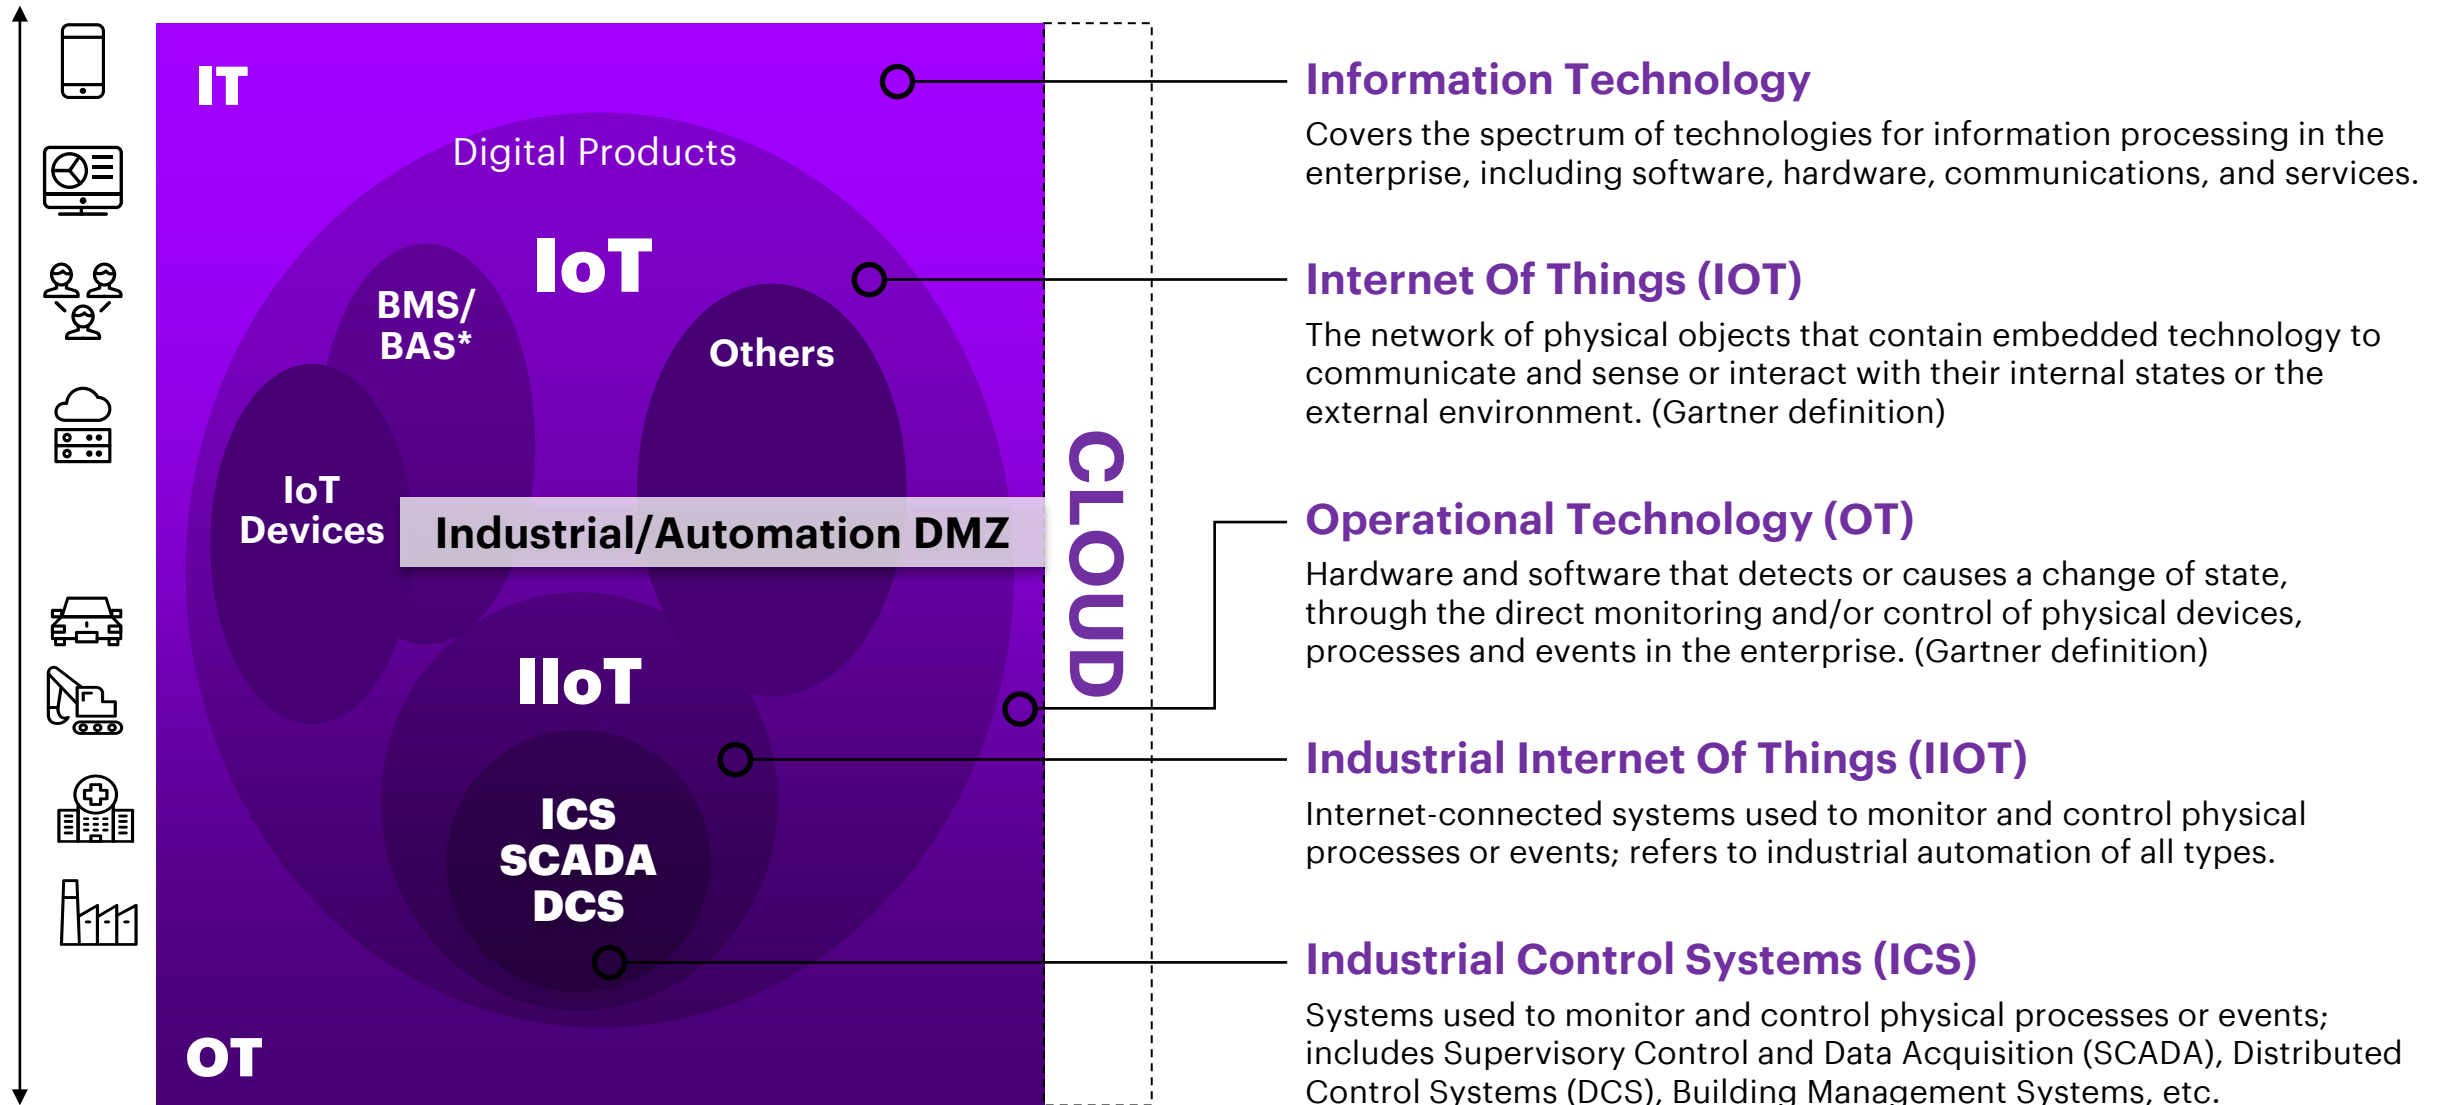 IT
Digital Products
IoT
BMS/
BAS*
Others
IoT
Devices
Industrial/Automation DMZ
IIoT
ICS
SCADA
DCS
OT
CLOUD
Information Technology
Covers the spectrum of technologies for information processing in the
enterprise, including software, hardware, communications, and services.
Internet Of Things (IOT)
The network of physical objects that contain embedded technology to
communicate and sense or interact with their internal states or the
external environment. (Gartner definition)
Operational Technology (OT)
Hardware and software that detects or causes a change of state,
through the direct monitoring and/or control of physical devices,
processes and events in the enterprise. (Gartner definition)
Industrial Internet Of Things (IIOT)
Internet-connected systems used to monitor and control physical
processes or events; refers to industrial automation of all types.
Industrial Control Systems (ICS)
Systems used to monitor and control physical processes or events;
includes Supervisory Control and Data Acquisition (SCADA), Distributed
Control Systems (DCS), Building Management Systems, etc.